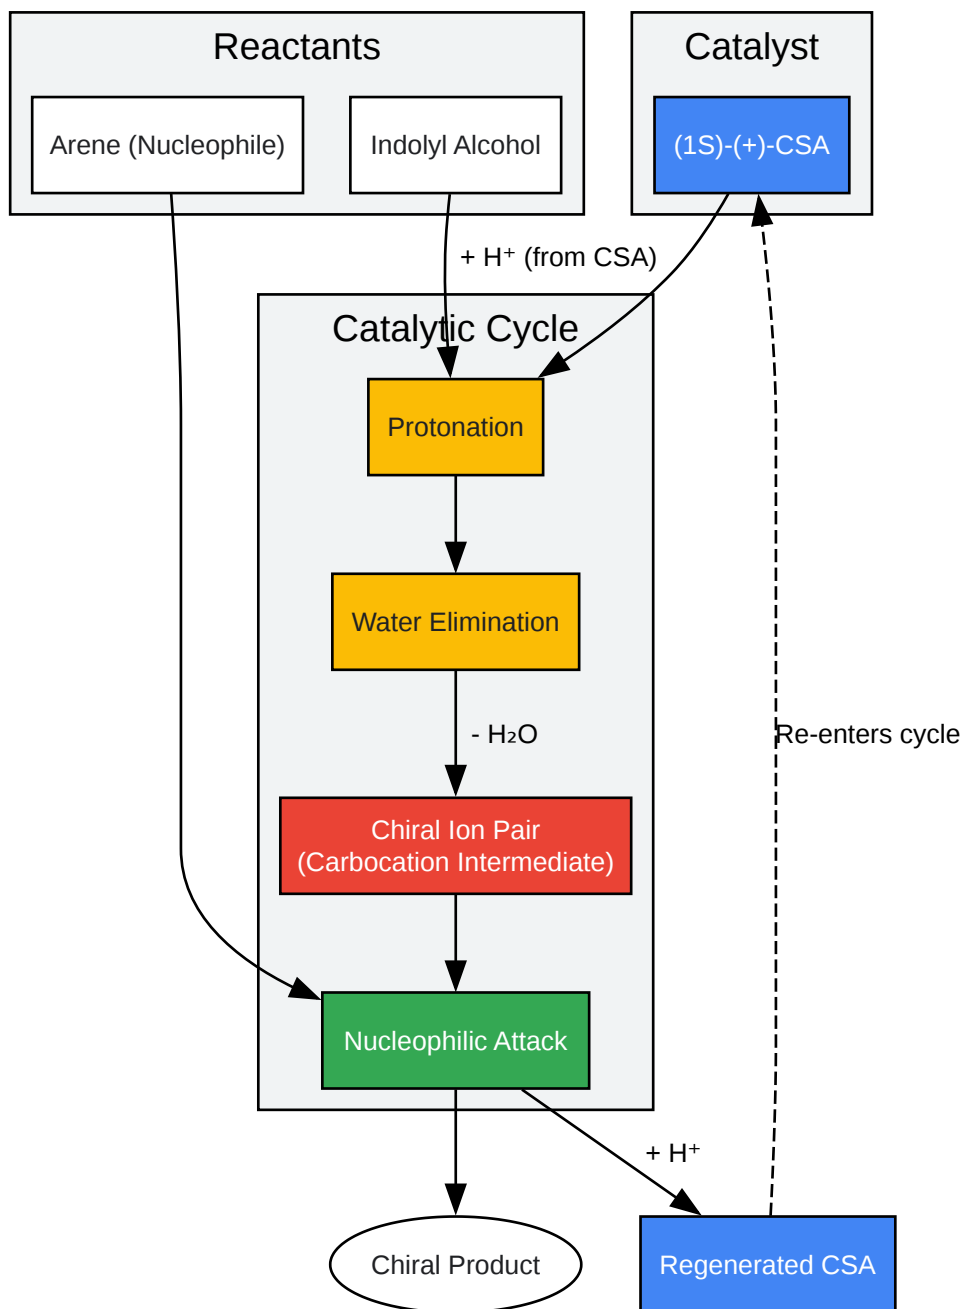 Reactants
Catalyst
Arene (Nucleophile)
Indolyl Alcohol
(1S)-(+)-CSA
+ H⁺ (from CSA)
Catalytic Cycle
Protonation
Water Elimination
- H₂O
Re-enters cycle
Chiral Ion Pair
(Carbocation Intermediate)
Nucleophilic Attack
+ H⁺
Chiral Product
Regenerated CSA